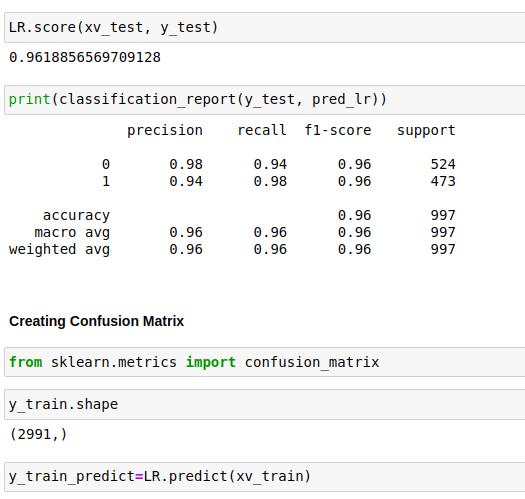 LR.score(xv_test, y_test)
0.9618856569709128
print(classification_report(y_test, pred_lr))
precision recall f1-score support
0 0.98 0.94 0.96 524
1 0.94 0.98 0.96 473
accuracy 0.96 997
macro avg 0.96 0.96 0.96 997
weighted avg 0.96 0.96 0.96 997
Creating Confusion Matrix
from sklearn.metrics import confusion_matrix
y_train.shape
(2991,)
y_train_predict=LR.predict(xv_train)